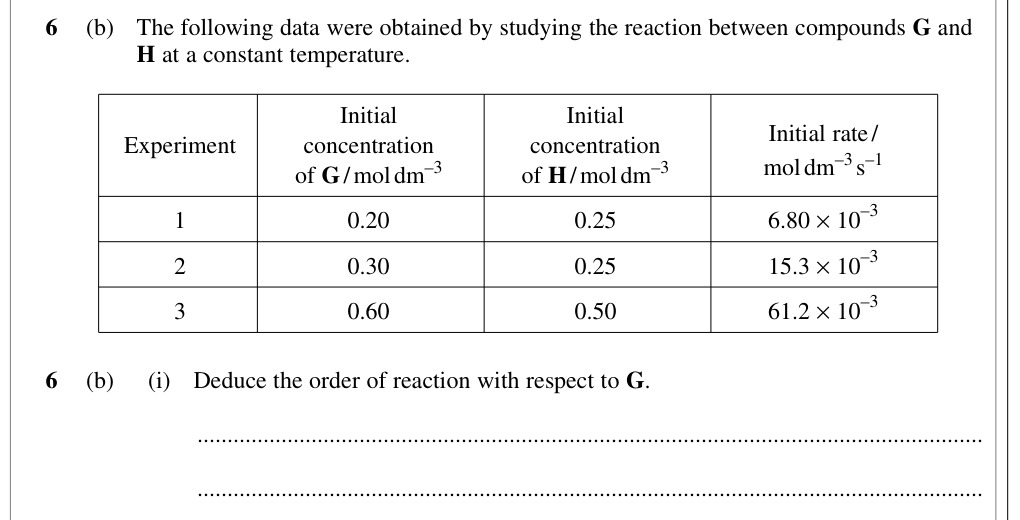 6 (b) The following data were obtained by studying the reaction between compounds G and
H at a constant temperature.
Experiment
Initial
concentration
of G / mol dm⁻³
Initial
concentration
of H / mol dm⁻³
Initial rate /
mol dm⁻³ s⁻¹
1 0.20 0.25 6.80 × 10⁻³
2 0.30 0.25 15.3 × 10⁻³
3 0.60 0.50 61.2 × 10⁻³
6 (b) (i) Deduce the order of reaction with respect to G.